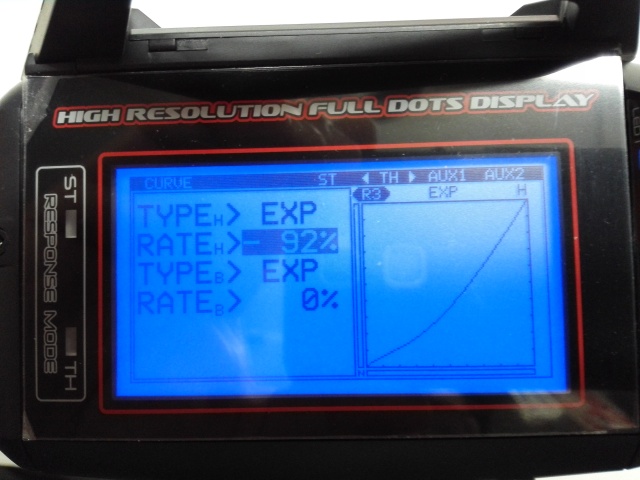 HIGH RESOLUTION FULL DOTS DISPLAY
CURVE ST ◀ TH ▶ AUX1 AUX2
R3 EXP H
TYPEH> EXP
RATEH>- 92%
TYPEB> EXP
RATEB> 0%
ST
RESPONSE MODE
TH